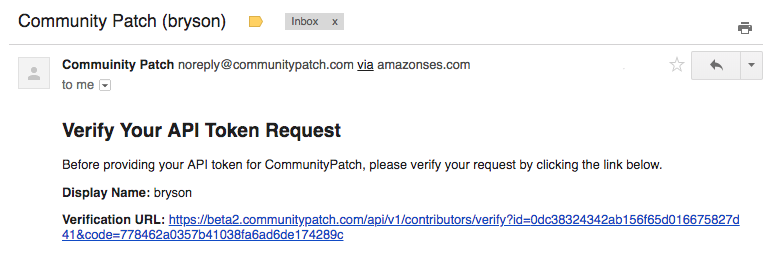 Community Patch (bryson)
Inbox x
Commuinity Patch noreply@communitypatch.com via amazonses.com
to me
Verify Your API Token Request
Before providing your API token for CommunityPatch, please verify your request by clicking the link below.
Display Name: bryson
Verification URL: https://beta2.communitypatch.com/api/v1/contributors/verify?id=0dc38324342ab156f65d016675827d
41&code=778462a0357b41038fa6ad6de174289c